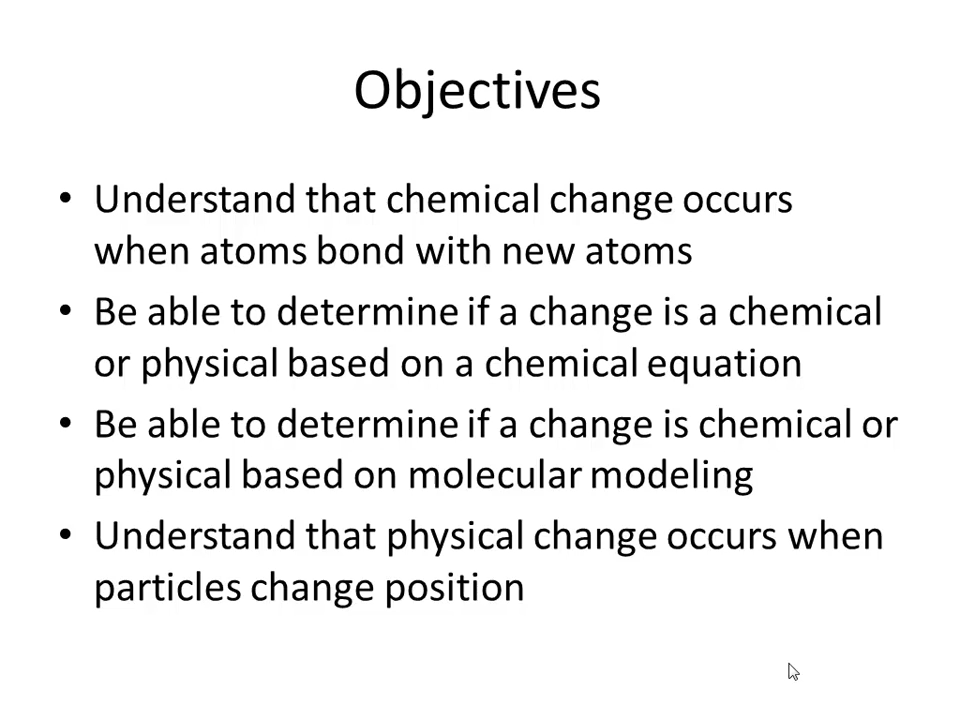 Objectives
• Understand that chemical change occurs
when atoms bond with new atoms
• Be able to determine if a change is a chemical
or physical based on a chemical equation
• Be able to determine if a change is chemical or
physical based on molecular modeling
• Understand that physical change occurs when
particles change position